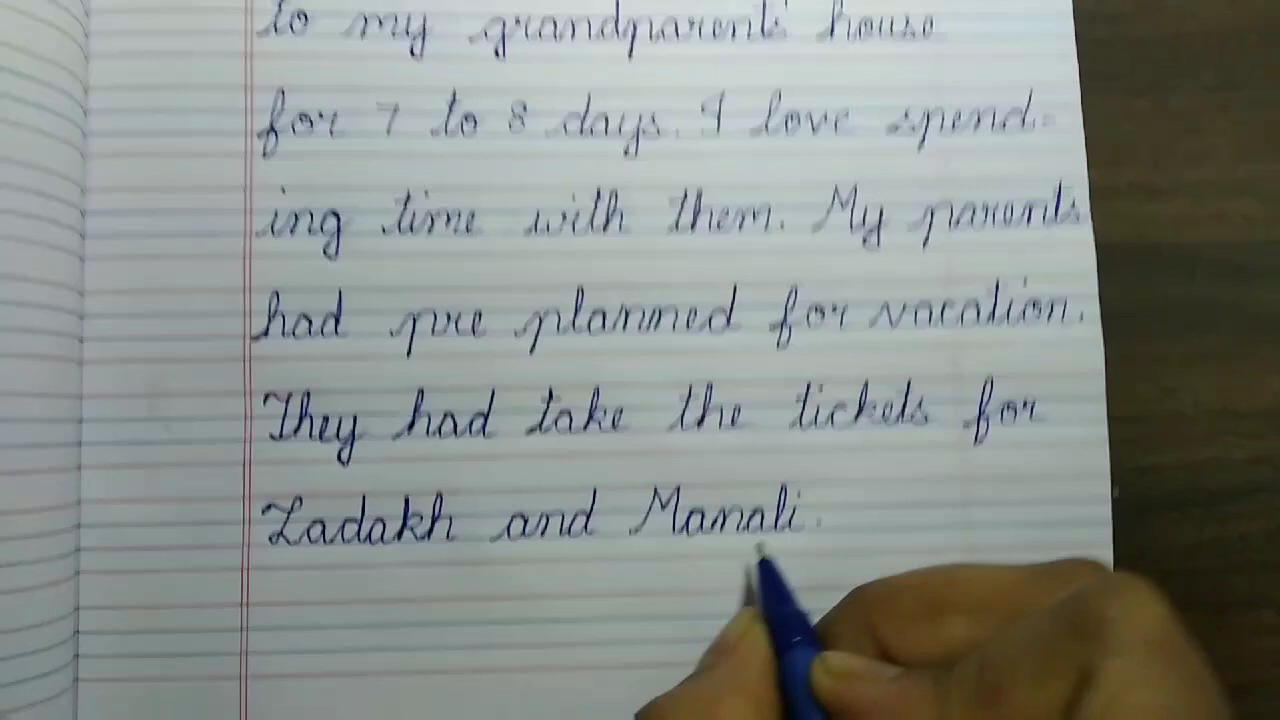 to my grandparents house
for 7 to 8 days. I love spend-
ing time with them. My parents
had pre planned for vacation.
They had take the tickets for
Ladakh and Manali.